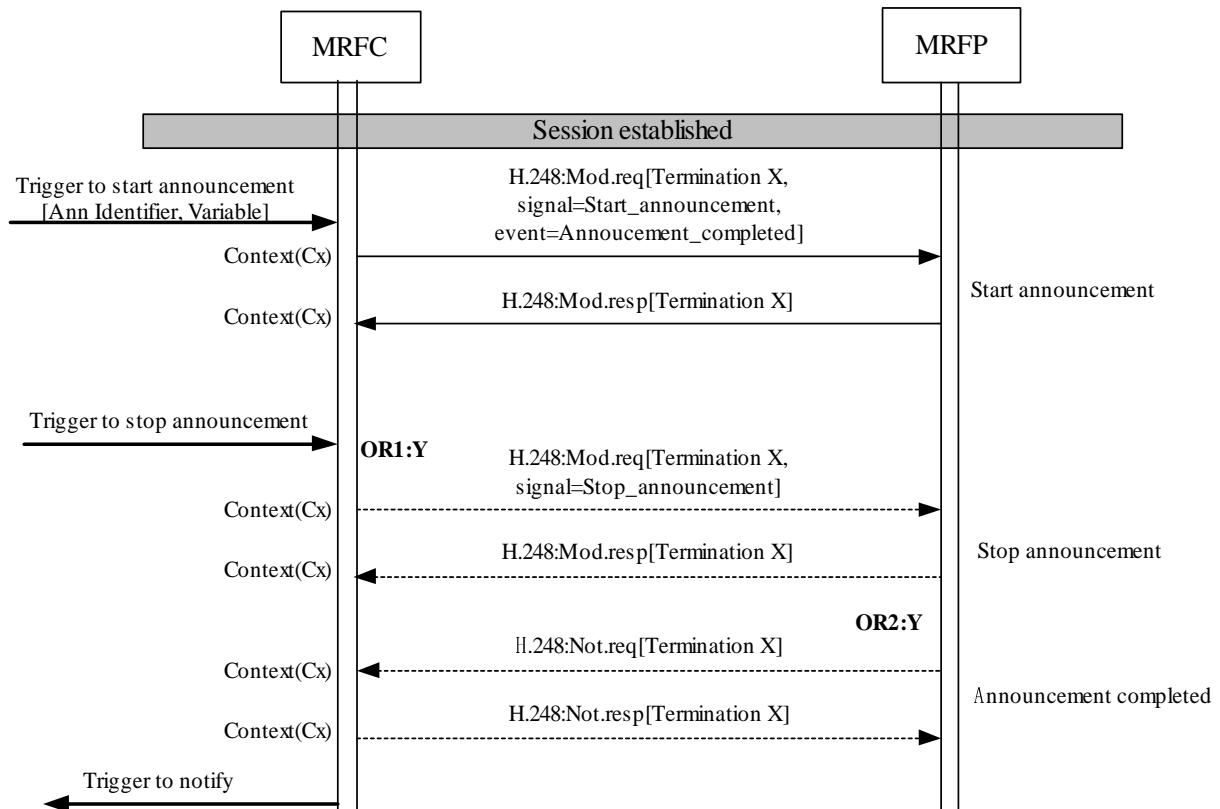 MRFC
MRFP
Session established
Trigger to start announcement
[Ann Identifier, Variable]
H.248:Mod.req[Termination X,
signal=Start_announcement,
event=Annoucement_completed]
Context(Cx)
Start announcement
H.248:Mod.resp[Termination X]
Context(Cx)
Trigger to stop announcement
OR1:Y
H.248:Mod.req[Termination X,
signal=Stop_announcement]
Context(Cx)
Stop announcement
H.248:Mod.resp[Termination X]
Context(Cx)
OR2:Y
H.248:Not.req[Termination X]
Context(Cx)
Announcement completed
H.248:Not.resp[Termination X]
Context(Cx)
Trigger to notify